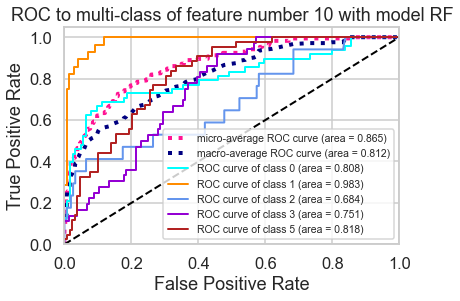 ROC to multi-class of feature number 10 with model RF
True Positive Rate
1.0
0.8
0.6
0.4
0.2
0.0
micro-average ROC curve (area = 0.865)
macro-average ROC curve (area = 0.812)
ROC curve of class 0 (area = 0.808)
ROC curve of class 1 (area = 0.983)
ROC curve of class 2 (area = 0.684)
ROC curve of class 3 (area = 0.751)
ROC curve of class 5 (area = 0.818)
0.0 0.2 0.4 0.6 0.8 1.0
False Positive Rate